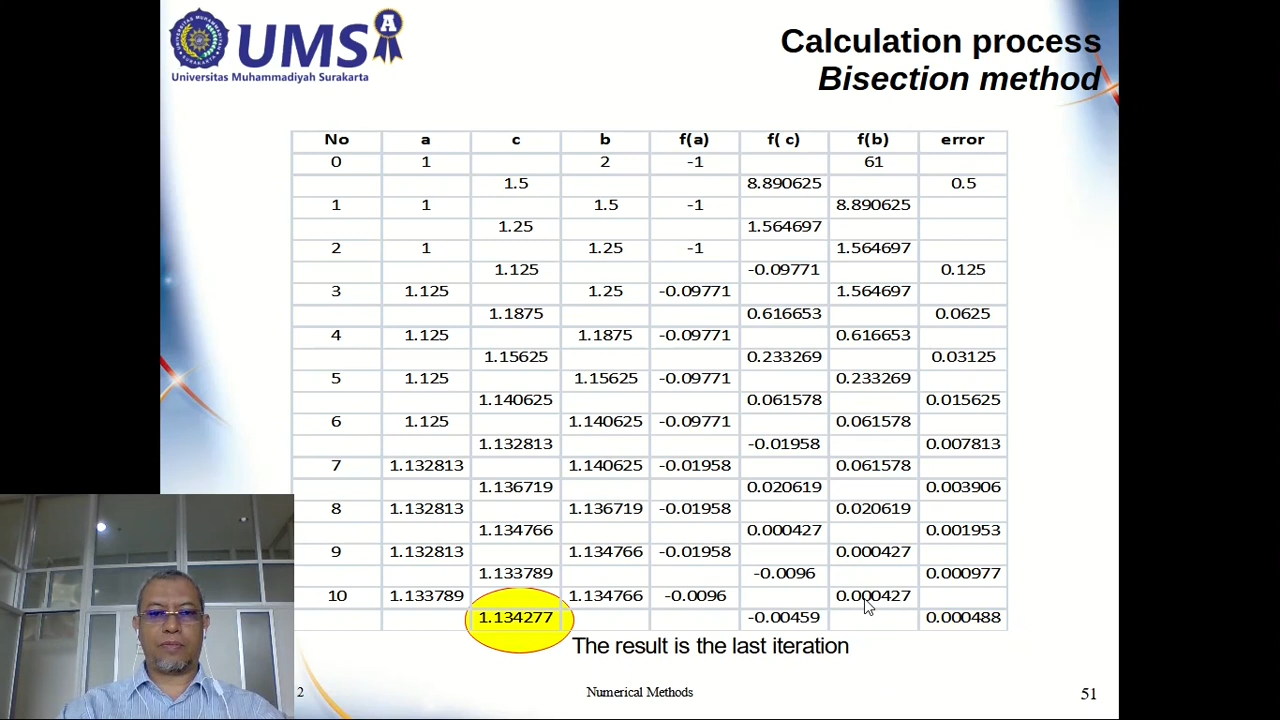 A
UMS
Universitas Muhammadiyah Surakarta
Calculation process
Bisection method
No a c b f(a) f( c) f(b) error
0 1 2 -1 61
1.5 8.890625 0.5
1 1 1.5 -1 8.890625
1.25 1.564697
2 1 1.25 -1 1.564697
1.125 -0.09771 0.125
3 1.125 1.25 -0.09771 1.564697
1.1875 0.616653 0.0625
4 1.125 1.1875 -0.09771 0.616653
1.15625 0.233269 0.03125
5 1.125 1.15625 -0.09771 0.233269
1.140625 0.061578 0.015625
6 1.125 1.140625 -0.09771 0.061578
1.132813 -0.01958 0.007813
7 1.132813 1.140625 -0.01958 0.061578
1.136719 0.020619 0.003906
8 1.132813 1.136719 -0.01958 0.020619
1.134766 0.000427 0.001953
9 1.132813 1.134766 -0.01958 0.000427
1.133789 -0.0096 0.000977
10 1.133789 1.134766 -0.0096 0.000427
1.134277 -0.00459 0.000488
The result is the last iteration
2 Numerical Methods 51